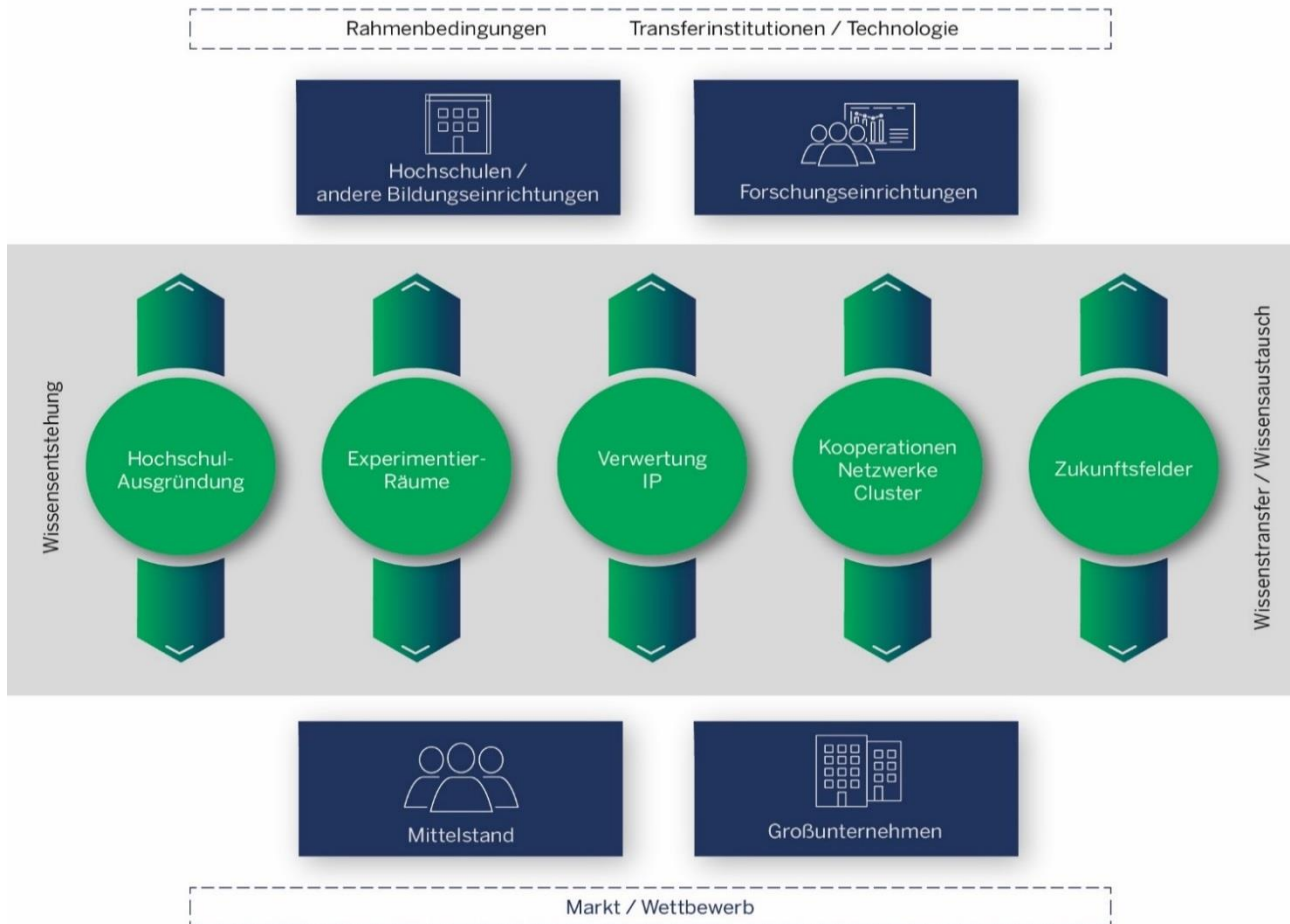 Rahmenbedingungen
Transferinstitutionen / Technologie
Hochschulen /
andere Bildungseinrichtungen
Forschungseinrichtungen
Wissensentstehung
Hochschul-
Ausgründung
Experimentier-
Räume
Verwertung
IP
Kooperationen
Netzwerke
Cluster
Zukunftsfelder
Wissenstransfer / Wissensaustausch
Mittelstand
Großunternehmen
Markt / Wettbewerb